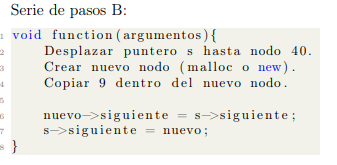 Serie de pasos B:
1 void function(argumentos){
2 Desplazar puntero s hasta nodo 40.
3 Crear nuevo nodo (malloc o new).
4 Copiar 9 dentro del nuevo nodo.
5
6 nuevo->siguiente = s->siguiente;
7 s->siguiente = nuevo;
8 }